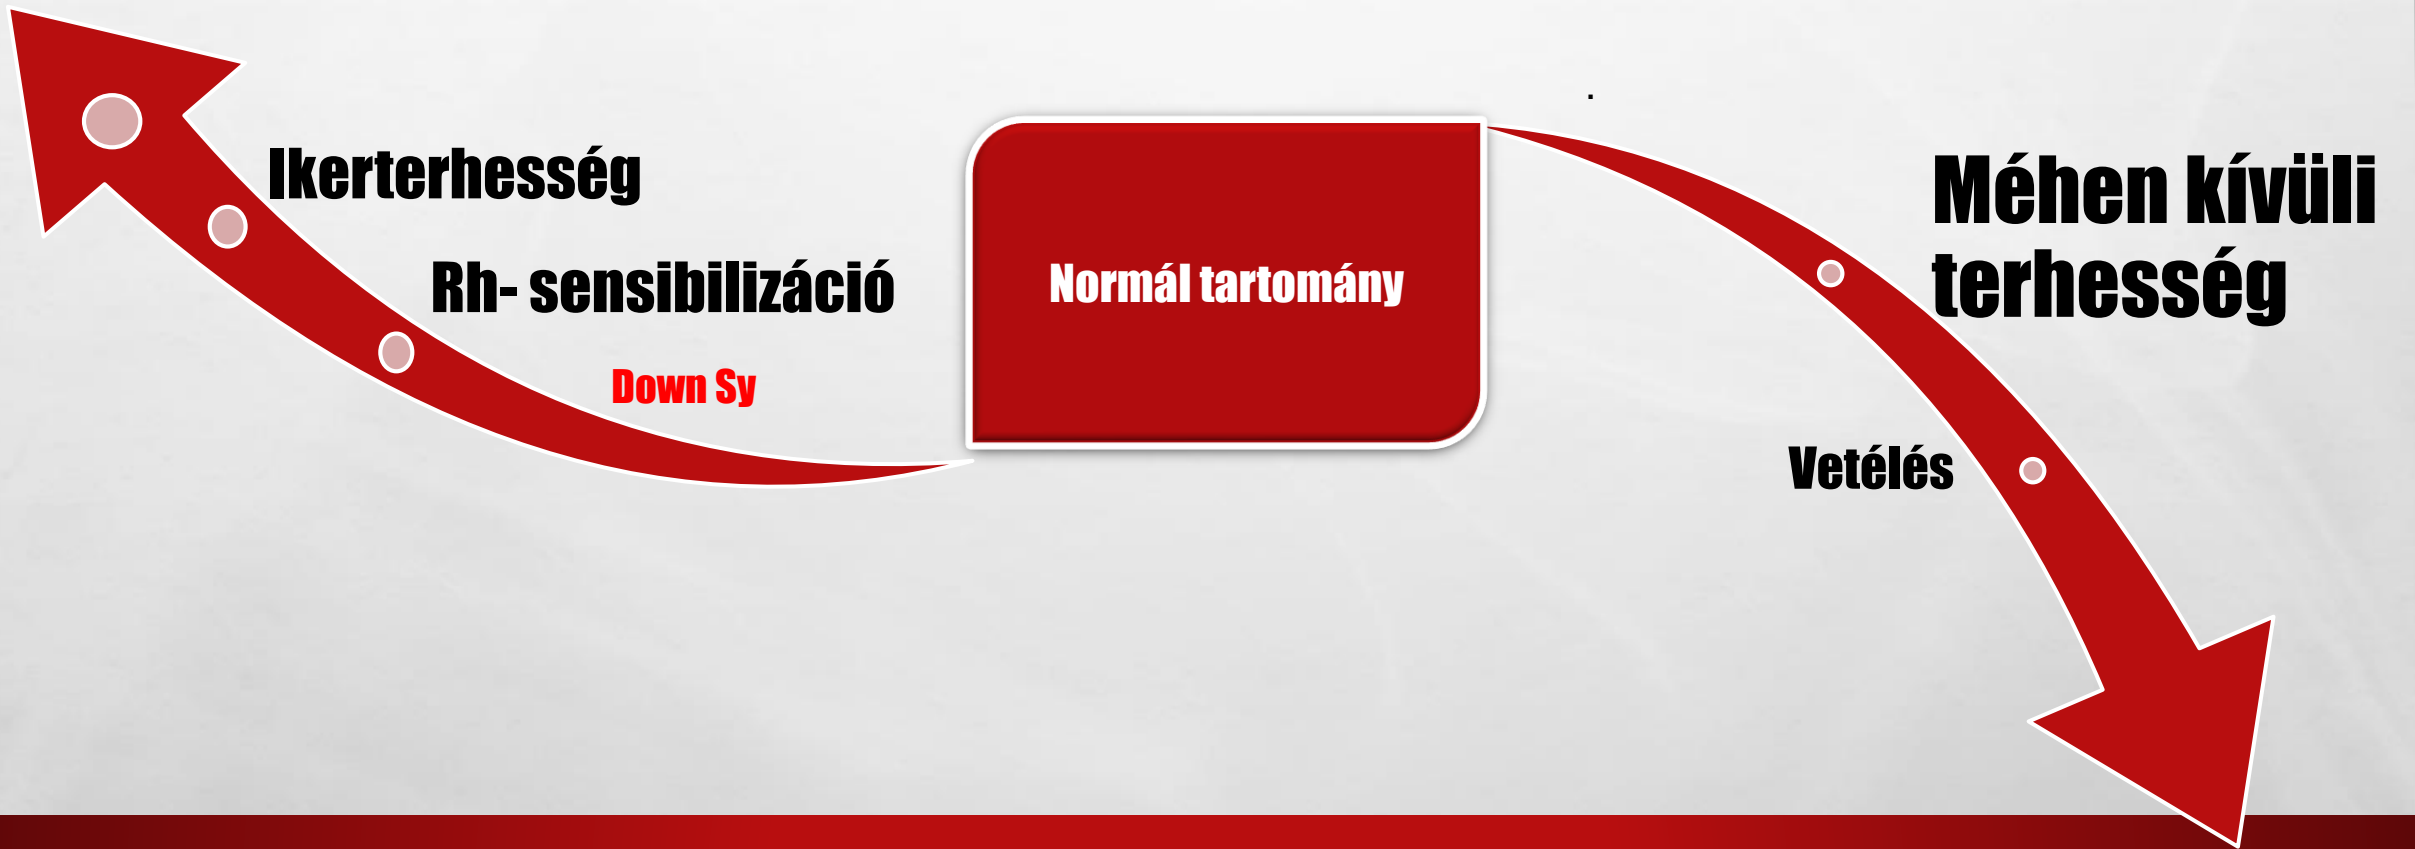 Ikerterhesség
Rh- sensibilizáció
Down Sy
Normál tartomány
.
Méhen kívüli
terhesség
Vetélés